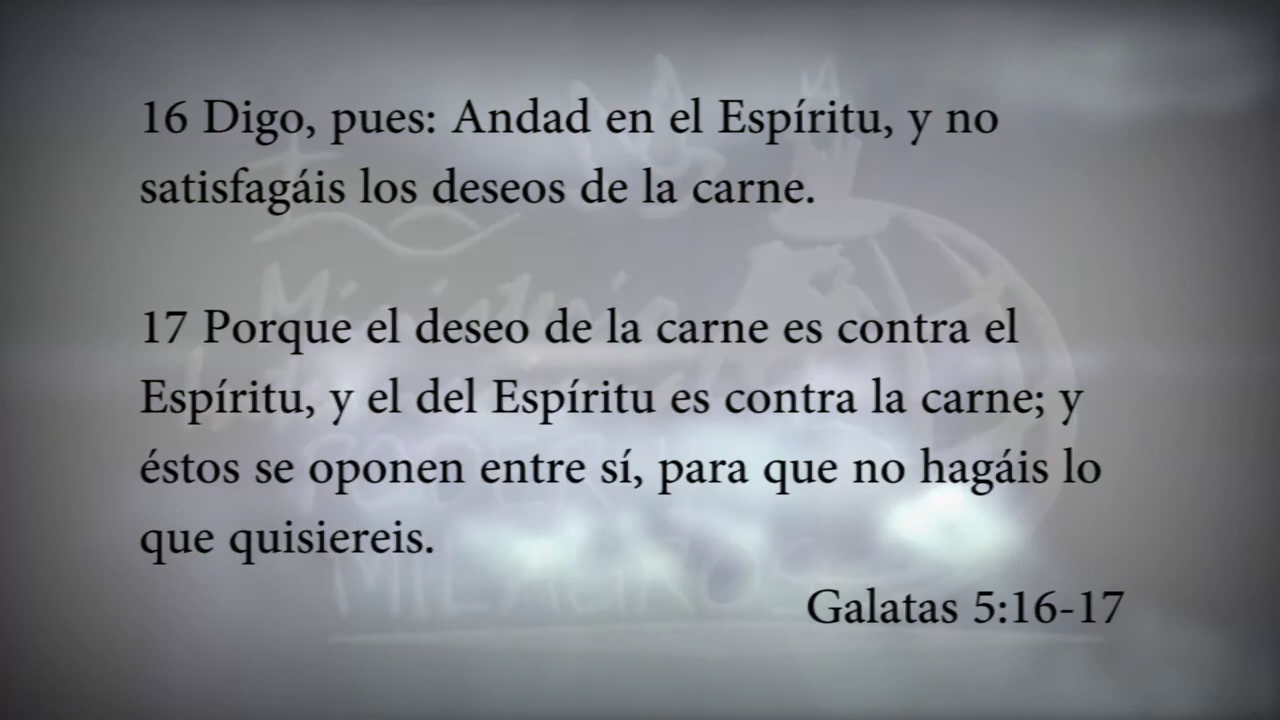 16 Digo, pues: Andad en el Espíritu, y no
satisfagáis los deseos de la carne.
17 Porque el deseo de la carne es contra el
Espíritu, y el del Espíritu es contra la carne; y
éstos se oponen entre sí, para que no hagáis lo
que quisiereis.
Galatas 5:16-17